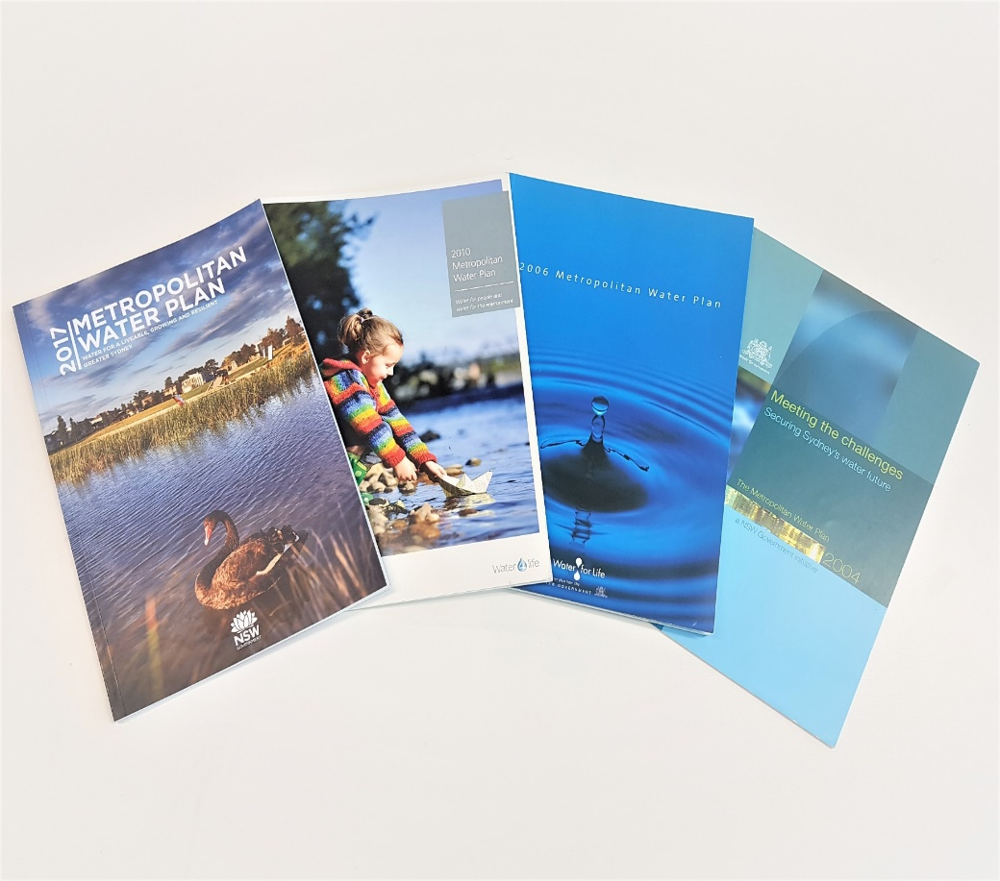 2017
METROPOLITAN
WATER PLAN
WATER FOR A LIVEABLE, GROWING AND RESILIENT
GREATER SYDNEY
NSW
GOVERNMENT
2010
Metropolitan
Water Plan
Water for people and
water for the environment
Water 4 life
2006 Metropolitan Water Plan
Water for Life
GOVERNMENT
Meeting the challenges
Securing Sydney's water future
The Metropolitan Water Plan
2004
a NSW Government initiative